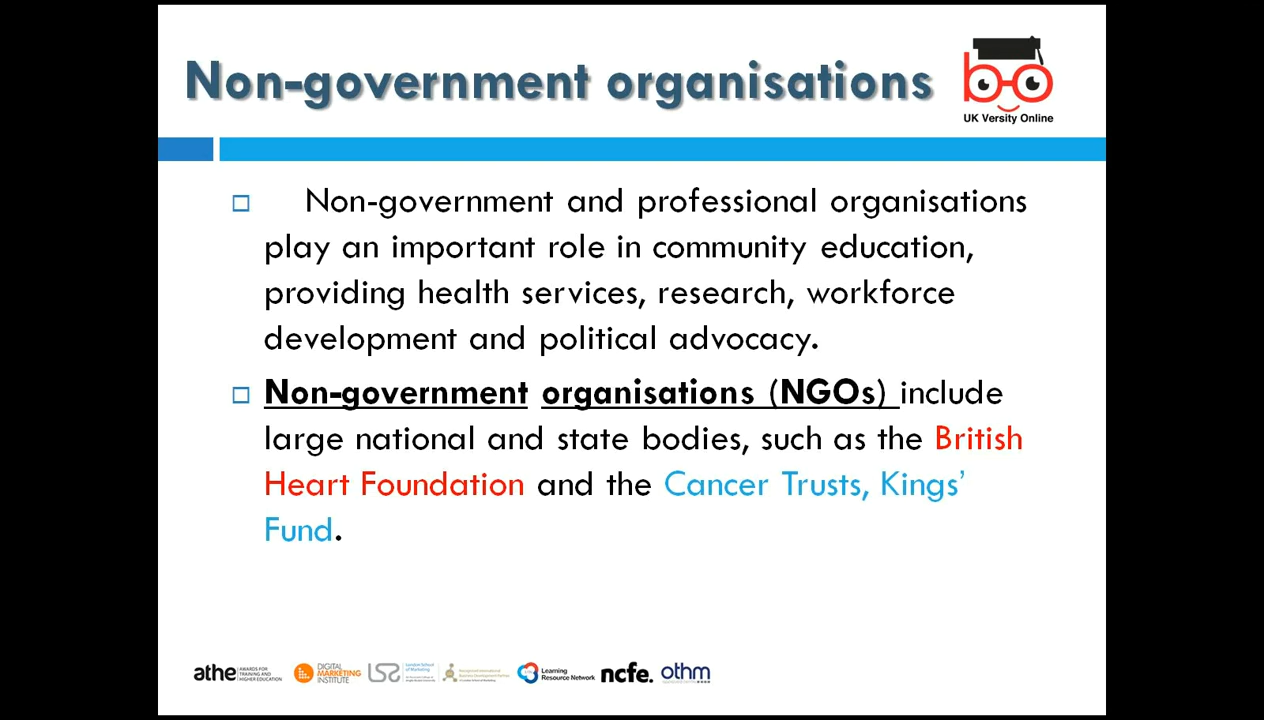 Non-government organisations
UK Versity Online
Non-government and professional organisations
play an important role in community education,
providing health services, research, workforce
development and political advocacy.
Non-government organisations (NGOs) include
large national and state bodies, such as the British
Heart Foundation and the Cancer Trusts, Kings’
Fund.
athe AWARDS FOR TRAINING AND HIGHER EDUCATION
DIGITAL MARKETING INSTITUTE
London School of Marketing
Learning Resource Network
ncfe.
othm